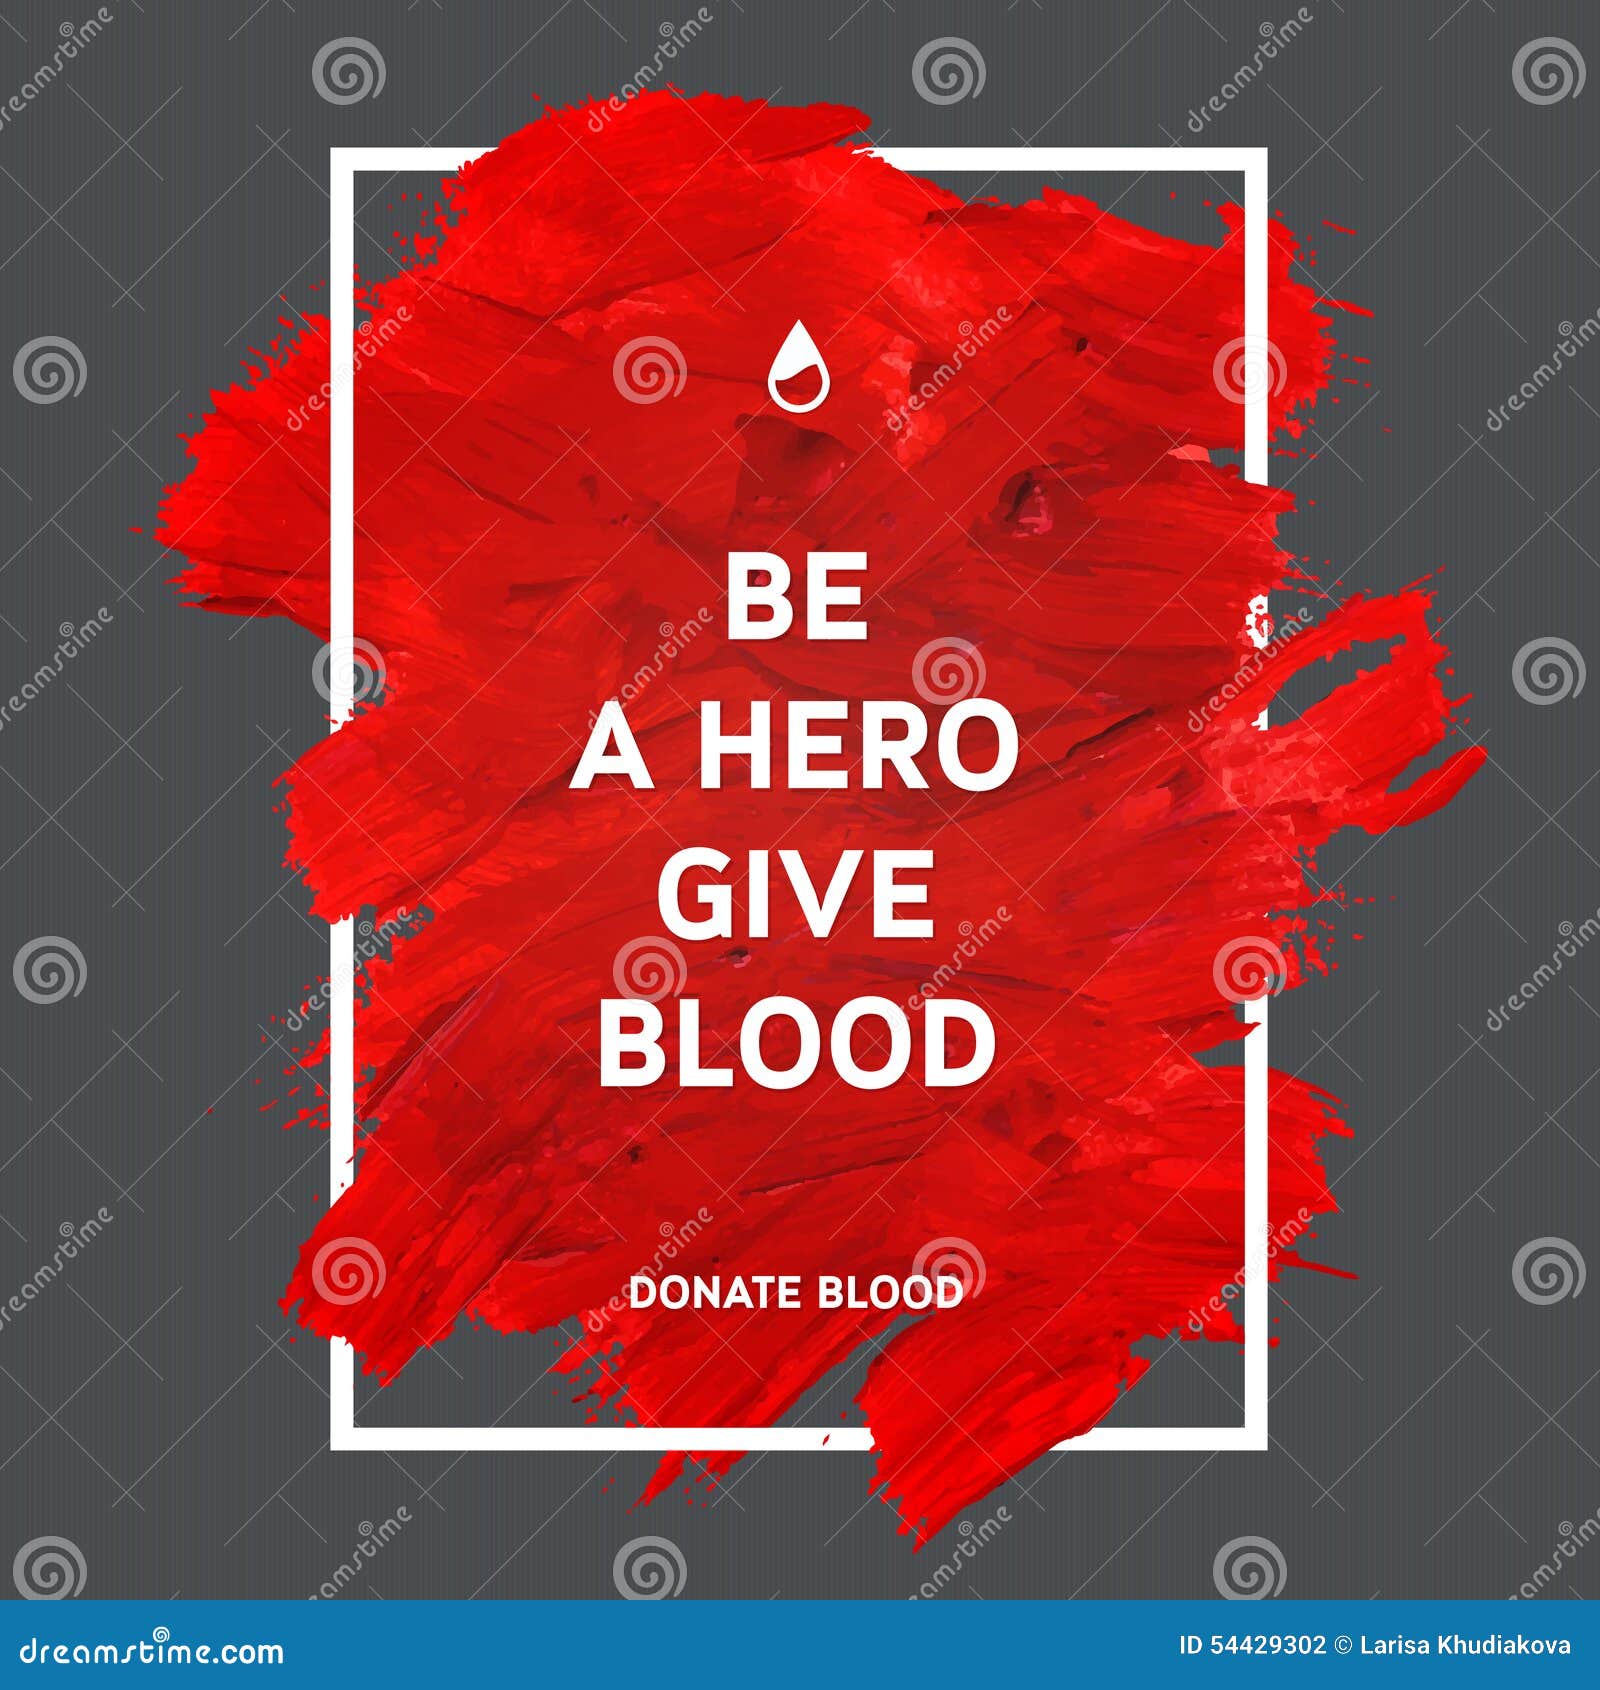 BE
A HERO
GIVE
BLOOD
DONATE BLOOD
dreamstime.com
ID 54429302 © Larisa Khudiakova